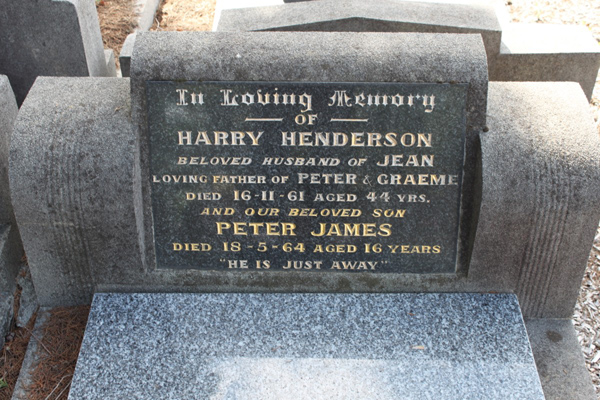 In Loving Memory
OF
HARRY HENDERSON
BELOVED HUSBAND OF JEAN
LOVING FATHER OF PETER & GRAEME
DIED 16-11-61 AGED 44 YRS.
AND OUR BELOVED SON
PETER JAMES
DIED 18-5-64 AGED 16 YEARS
"HE IS JUST AWAY"